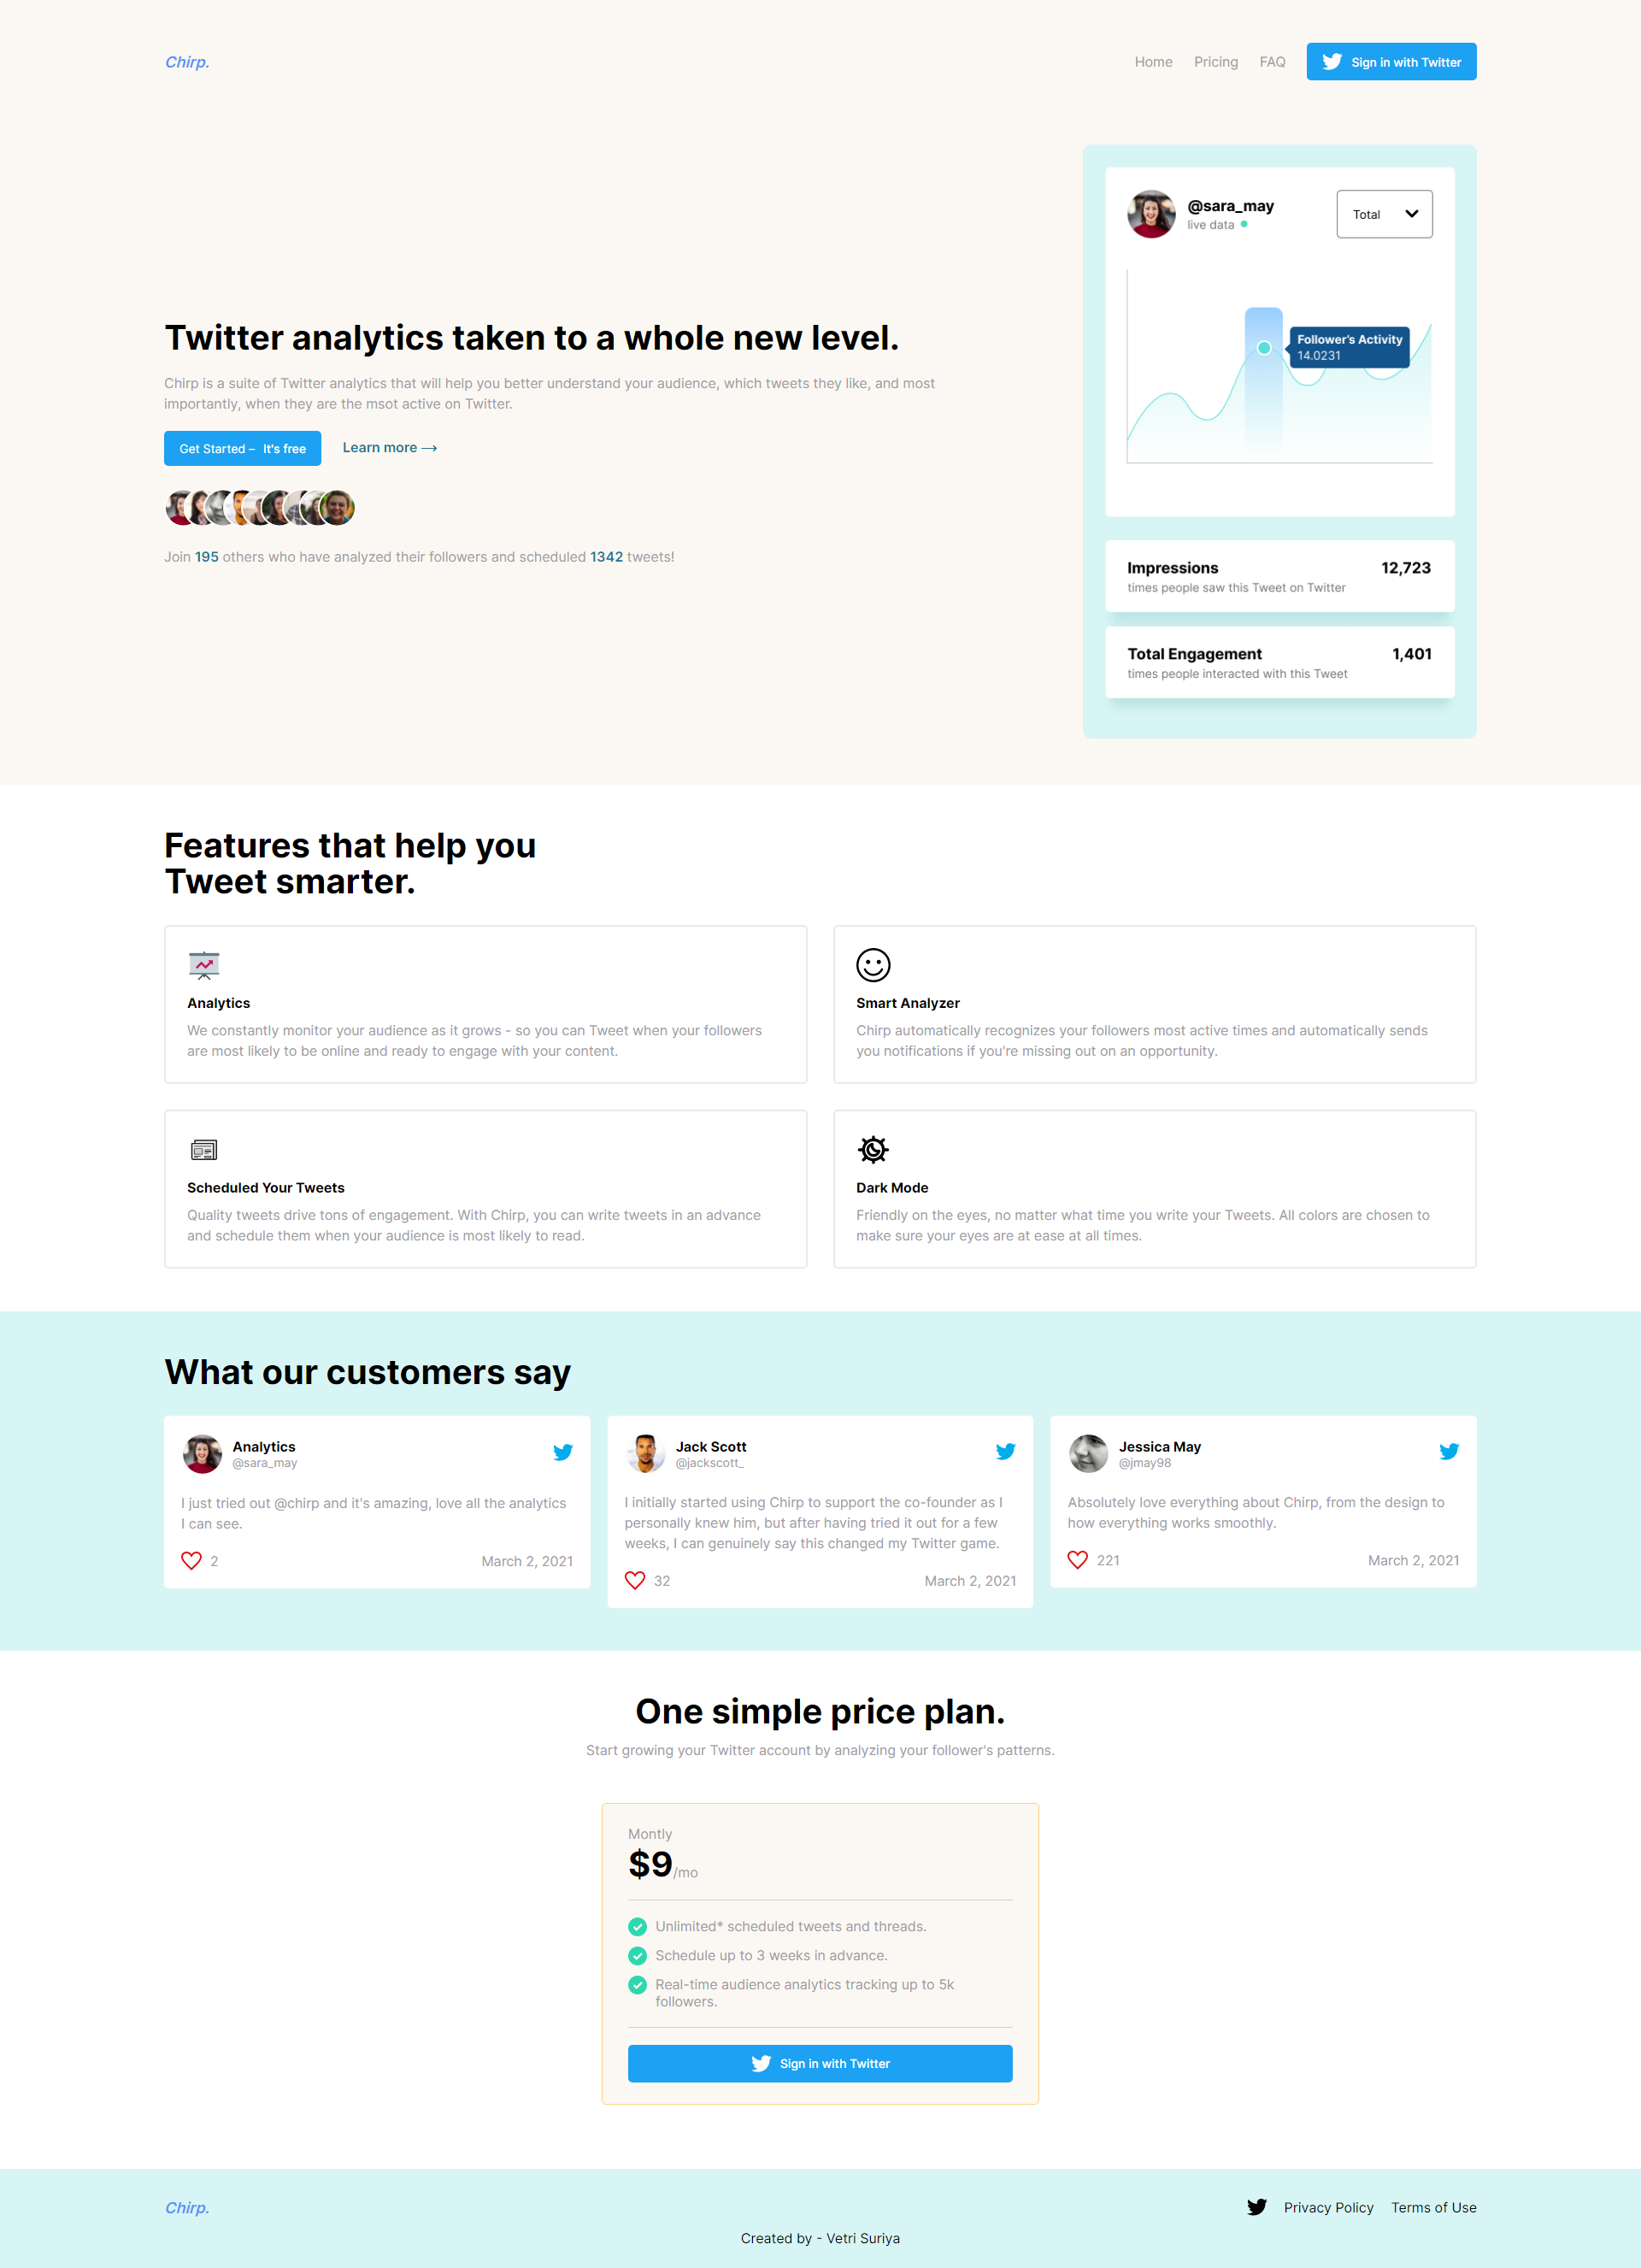 Chirp.
Home Pricing FAQ Sign in with Twitter
@sara_may
live data
Total
Follower's Activity
14.0231
Impressions 12,723
times people saw this Tweet on Twitter
Total Engagement 1,401
times people interacted with this Tweet
Twitter analytics taken to a whole new level.
Chirp is a suite of Twitter analytics that will help you better understand your audience, which tweets they like, and most
importantly, when they are the msot active on Twitter.
Get Started – It's free Learn more ⟶
Join 195 others who have analyzed their followers and scheduled 1342 tweets!
Features that help you
Tweet smarter.
Analytics
We constantly monitor your audience as it grows - so you can Tweet when your followers
are most likely to be online and ready to engage with your content.
Smart Analyzer
Chirp automatically recognizes your followers most active times and automatically sends
you notifications if you're missing out on an opportunity.
Scheduled Your Tweets
Quality tweets drive tons of engagement. With Chirp, you can write tweets in an advance
and schedule them when your audience is most likely to read.
Dark Mode
Friendly on the eyes, no matter what time you write your Tweets. All colors are chosen to
make sure your eyes are at ease at all times.
What our customers say
Analytics
@sara_may
I just tried out @chirp and it's amazing, love all the analytics
I can see.
2 March 2, 2021
Jack Scott
@jackscott_
I initially started using Chirp to support the co-founder as I
personally knew him, but after having tried it out for a few
weeks, I can genuinely say this changed my Twitter game.
32 March 2, 2021
Jessica May
@jmay98
Absolutely love everything about Chirp, from the design to
how everything works smoothly.
221 March 2, 2021
One simple price plan.
Start growing your Twitter account by analyzing your follower's patterns.
Montly
$9/mo
Unlimited* scheduled tweets and threads.
Schedule up to 3 weeks in advance.
Real-time audience analytics tracking up to 5k
followers.
Sign in with Twitter
Chirp.
Privacy Policy Terms of Use
Created by - Vetri Suriya